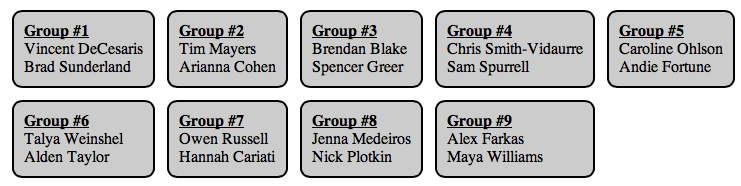 Group #1
Vincent DeCesaris
Brad Sunderland
Group #2
Tim Mayers
Arianna Cohen
Group #3
Brendan Blake
Spencer Greer
Group #4
Chris Smith-Vidaurre
Sam Spurrell
Group #5
Caroline Ohlson
Andie Fortune
Group #6
Talya Weinshel
Alden Taylor
Group #7
Owen Russell
Hannah Cariati
Group #8
Jenna Medeiros
Nick Plotkin
Group #9
Alex Farkas
Maya Williams